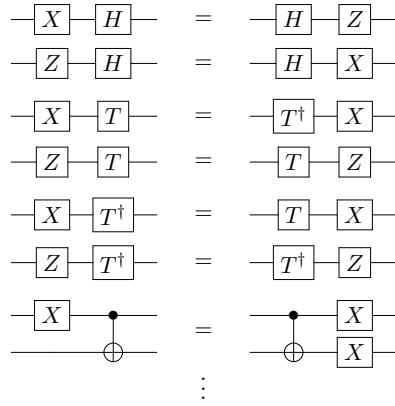 X H = H Z
Z H = H X
X T = T† X
Z T = T Z
X T† = T X
Z T† = T† Z
X = X
X
⋮